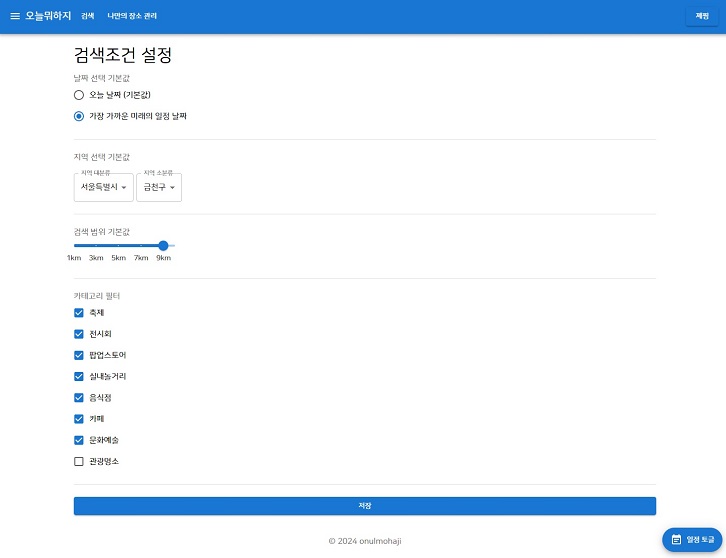 오늘뭐하지 검색 나만의 장소 관리 제핑
검색조건 설정
날짜 선택 기본값
오늘 날짜 (기본값)
가장 가까운 미래의 일정 날짜
지역 선택 기본값
지역 대분류 지역 소분류
서울특별시 금천구
검색 범위 기본값
1km 3km 5km 7km 9km
카테고리 필터
축제
전시회
팝업스토어
실내놀거리
음식점
카페
문화예술
관광명소
저장
© 2024 onulmohaji
일정 토글